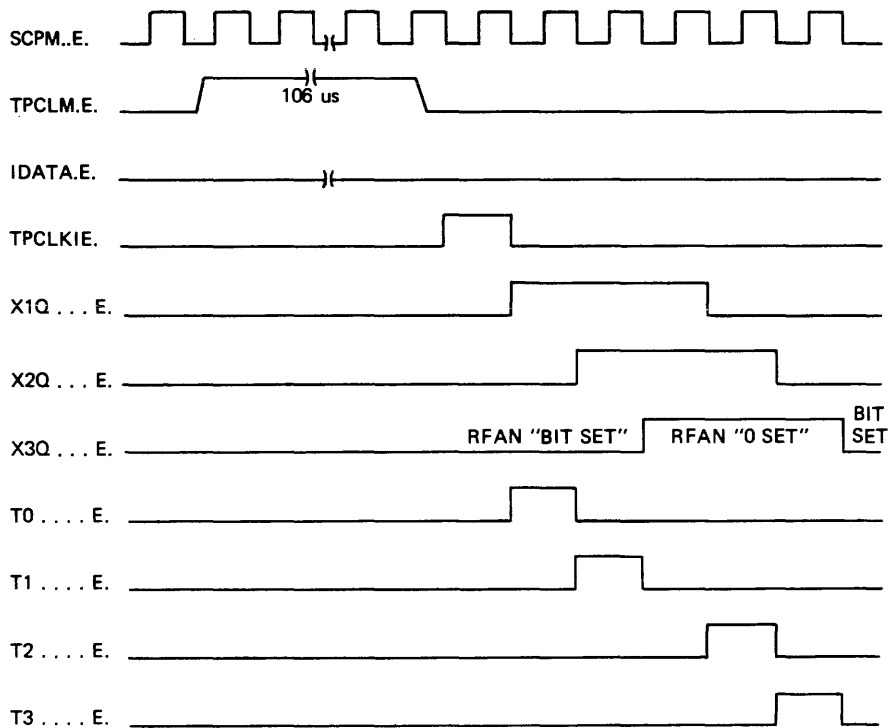 SCPM..E.
TPCLM.E.
106 us
IDATA.E.
TPCLKIE.
X1Q . . . E.
X2Q . . . E.
X3Q . . . E.
RFAN "BIT SET"
RFAN "0 SET"
BIT
SET
T0 . . . . E.
T1 . . . . E.
T2 . . . . E.
T3 . . . . E.